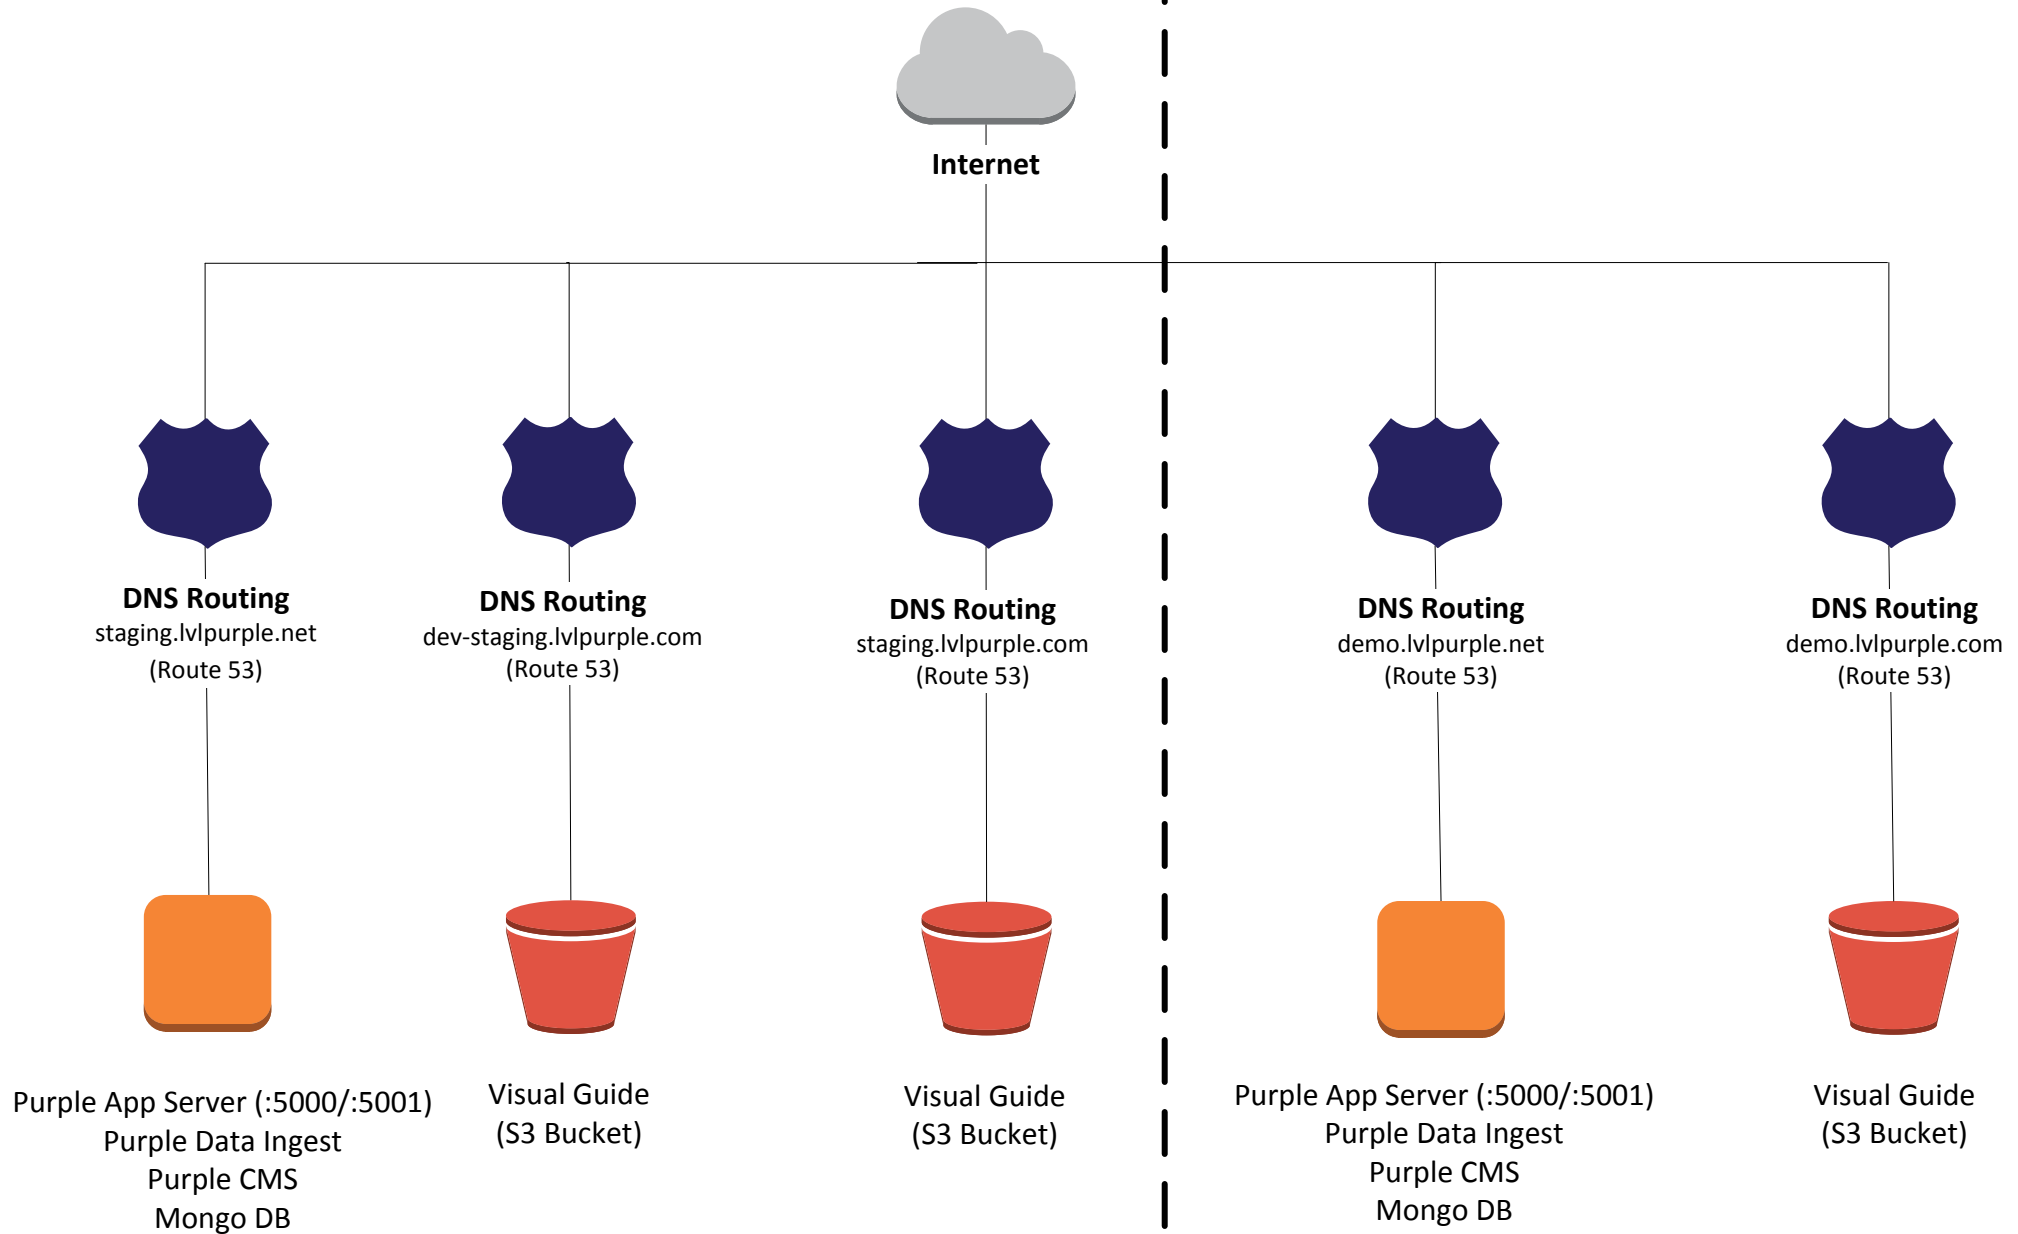 Internet
DNS Routing
staging.lvlpurple.net
(Route 53)
DNS Routing
dev-staging.lvlpurple.com
(Route 53)
DNS Routing
staging.lvlpurple.com
(Route 53)
DNS Routing
demo.lvlpurple.net
(Route 53)
DNS Routing
demo.lvlpurple.com
(Route 53)
Purple App Server (:5000/:5001)
Purple Data Ingest
Purple CMS
Mongo DB
Visual Guide
(S3 Bucket)
Visual Guide
(S3 Bucket)
Purple App Server (:5000/:5001)
Purple Data Ingest
Purple CMS
Mongo DB
Visual Guide
(S3 Bucket)